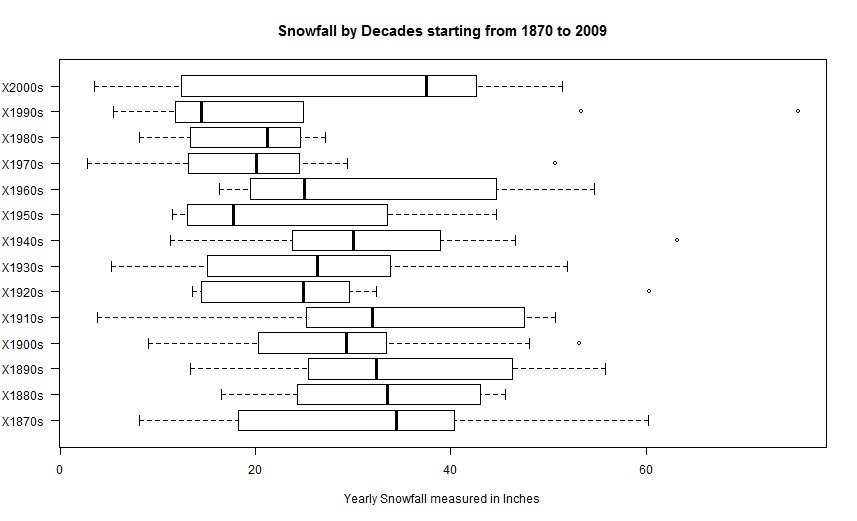 Snowfall by Decades starting from 1870 to 2009
X2000s
X1990s
X1980s
X1970s
X1960s
X1950s
X1940s
X1930s
X1920s
X1910s
X1900s
X1890s
X1880s
X1870s
0 20 40 60
Yearly Snowfall measured in Inches